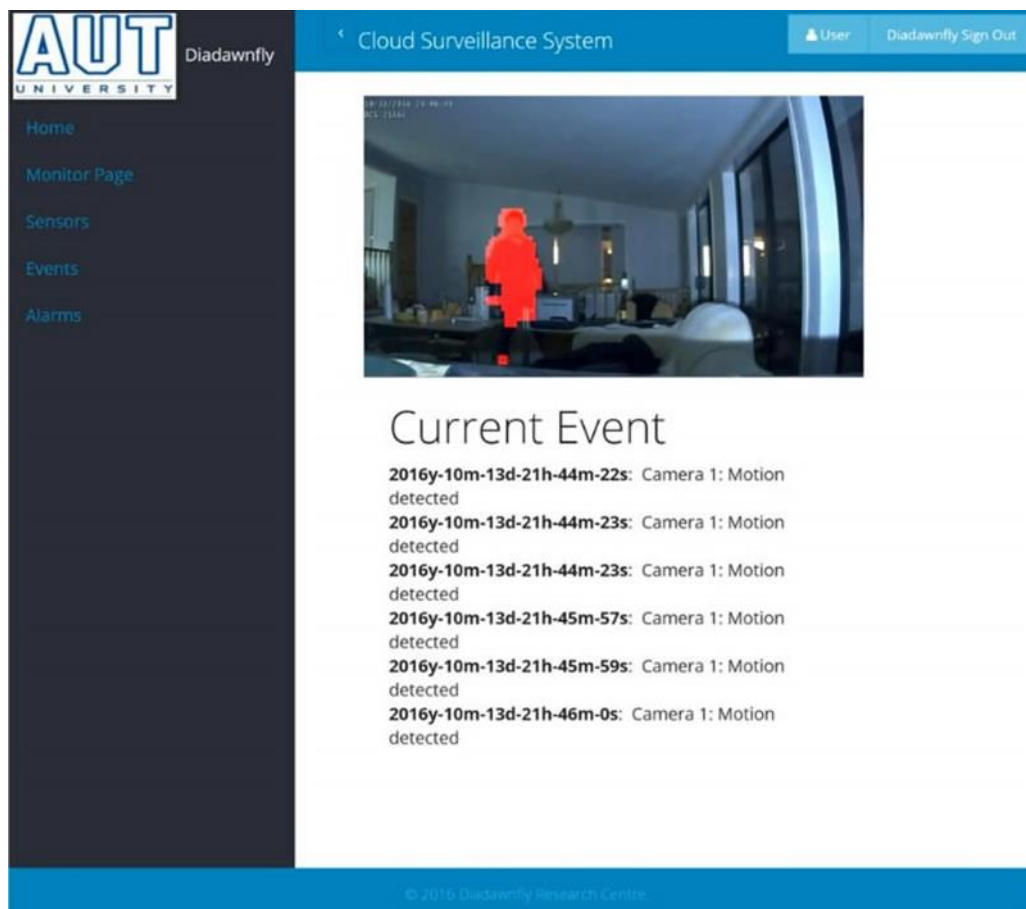 AUT
UNIVERSITY
Diadawnfly
‹ Cloud Surveillance System
User
Diadawnfly Sign Out
Home
Monitor Page
Sensors
Events
Alarms
Current Event
2016y-10m-13d-21h-44m-22s: Camera 1: Motion
detected
2016y-10m-13d-21h-44m-23s: Camera 1: Motion
detected
2016y-10m-13d-21h-44m-23s: Camera 1: Motion
detected
2016y-10m-13d-21h-45m-57s: Camera 1: Motion
detected
2016y-10m-13d-21h-45m-59s: Camera 1: Motion
detected
2016y-10m-13d-21h-46m-0s: Camera 1: Motion
detected
© 2016 Diadawnfly Research Centre.